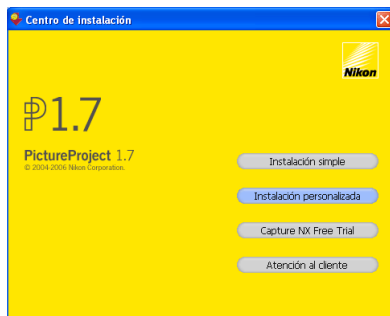 Centro de instalación
Nikon
P1.7
PictureProject 1.7
© 2004-2006 Nikon Corporation.
Instalación simple
Instalación personalizada
Capture NX Free Trial
Atención al cliente